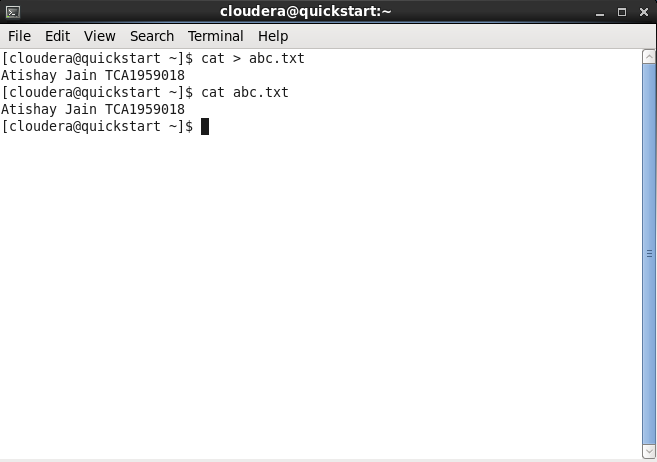 cloudera@quickstart:~
File Edit View Search Terminal Help
[cloudera@quickstart ~]$ cat > abc.txt
Atishay Jain TCA1959018
[cloudera@quickstart ~]$ cat abc.txt
Atishay Jain TCA1959018
[cloudera@quickstart ~]$